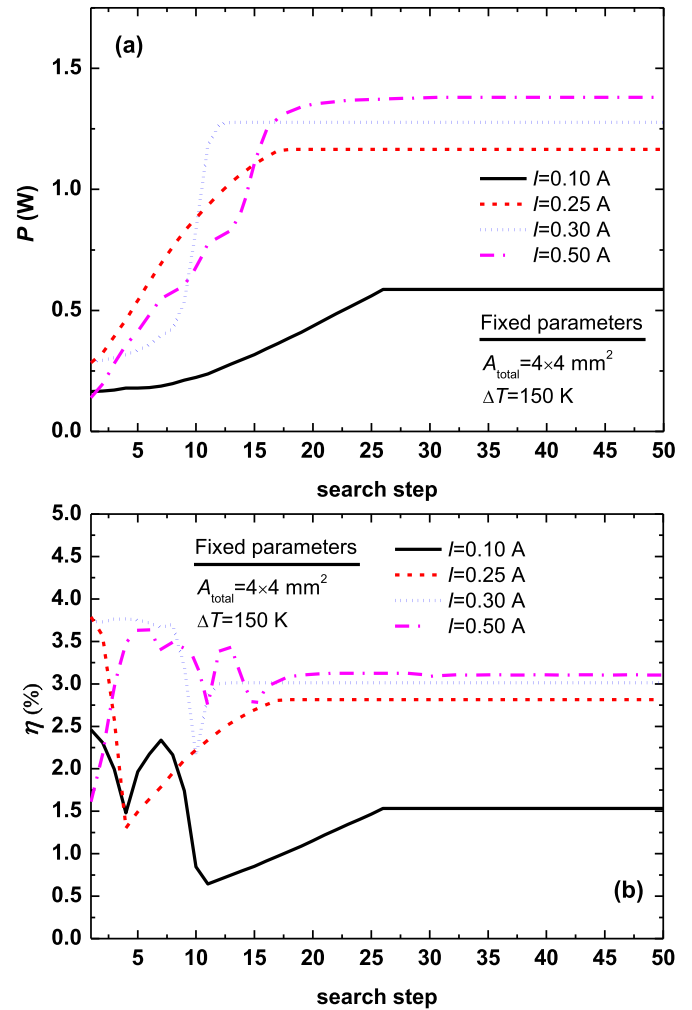 (a)
1.5
1.0
0.5
0.0
P (W)
I=0.10 A
I=0.25 A
I=0.30 A
I=0.50 A
Fixed parameters
A_total=4×4 mm²
ΔT=150 K
5 10 15 20 25 30 35 40 45 50
search step
5.0
4.5
4.0
3.5
3.0
2.5
2.0
1.5
1.0
0.5
0.0
η (%)
Fixed parameters
A_total=4×4 mm²
ΔT=150 K
I=0.10 A
I=0.25 A
I=0.30 A
I=0.50 A
(b)
5 10 15 20 25 30 35 40 45 50
search step